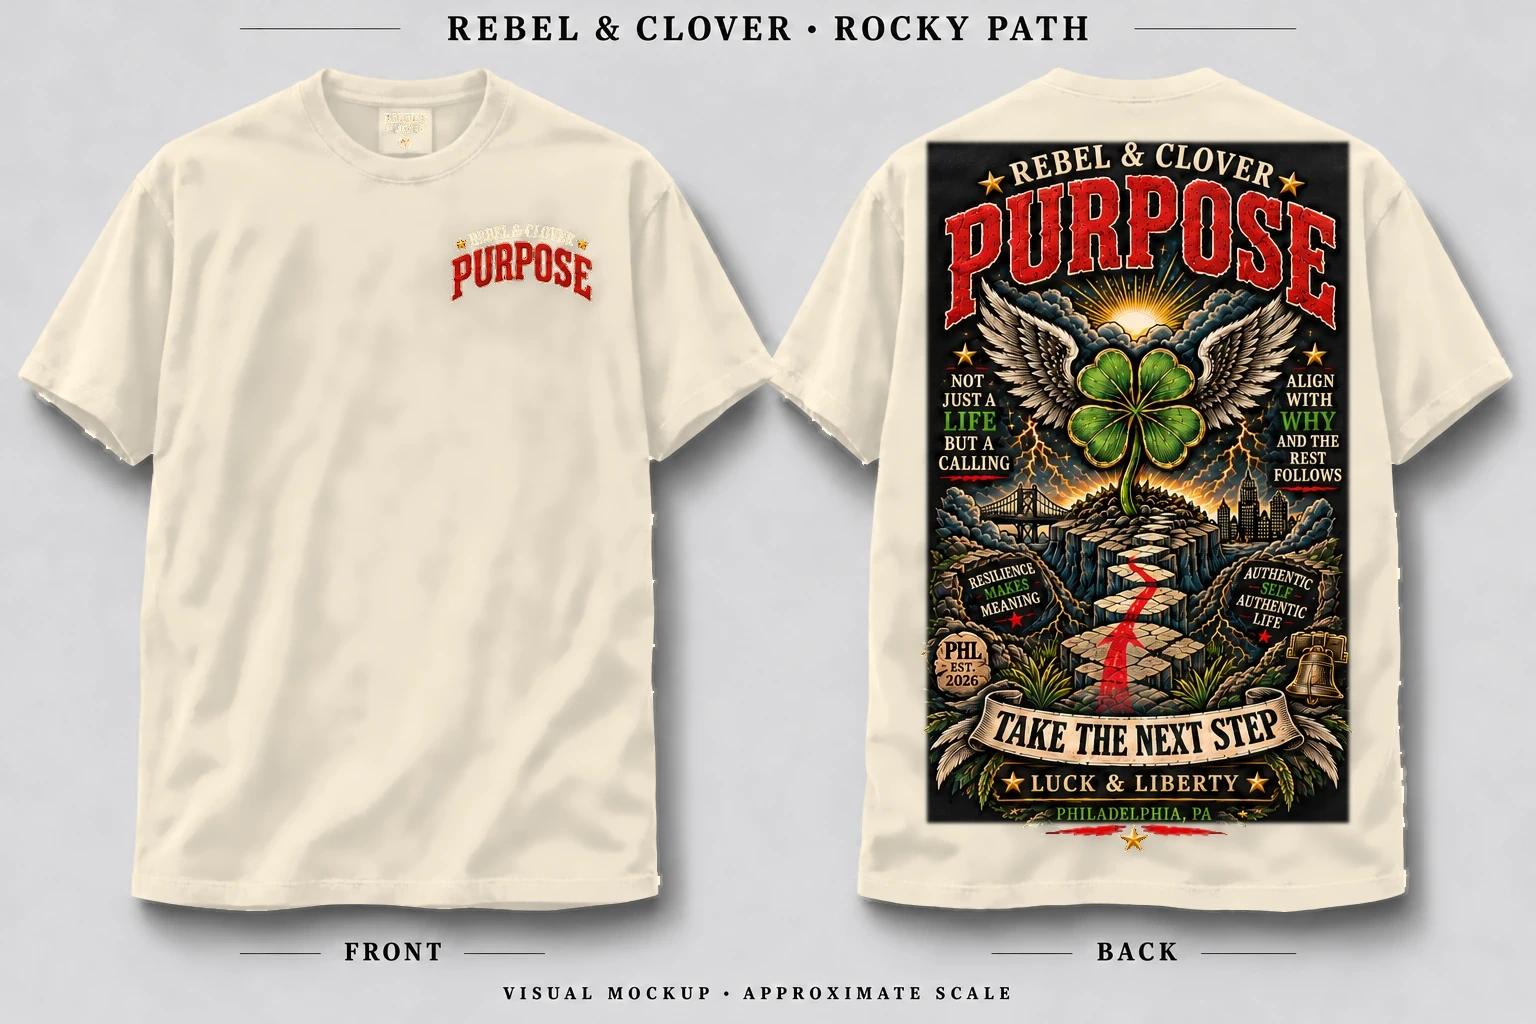 REBEL & CLOVER • ROCKY PATH
REBEL & CLOVER
PURPOSE
REBEL & CLOVER
PURPOSE
NOT
JUST A
LIFE
BUT A
CALLING
ALIGN
WITH
WHY
AND THE
REST
FOLLOWS
RESILIENCE
MAKES
MEANING
AUTHENTIC
SELF
AUTHENTIC
LIFE
PHL
EST.
2026
TAKE THE NEXT STEP
LUCK & LIBERTY
PHILADELPHIA, PA
FRONT
BACK
VISUAL MOCKUP • APPROXIMATE SCALE